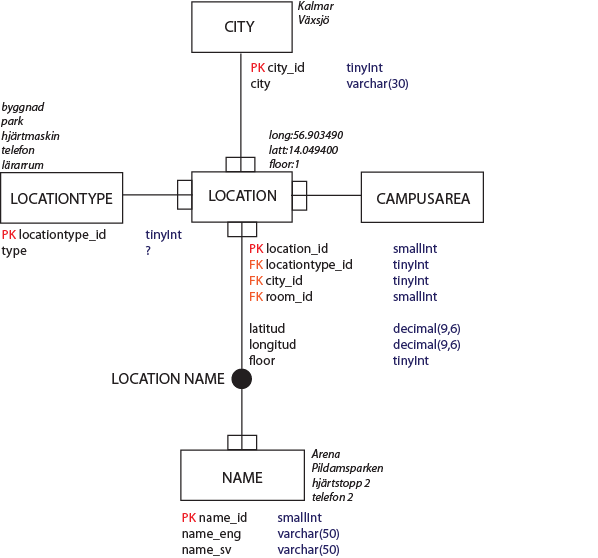 Kalmar
Växsjö
CITY
PK city_id tinyInt
city varchar(30)
byggnad
park
hjärtmaskin
telefon
lärarrum
long:56.903490
latt:14.049400
floor:1
LOCATIONTYPE
LOCATION
CAMPUSAREA
PK locationtype_id tinyInt
type ?
PK location_id smallInt
FK locationtype_id tinyInt
FK city_id tinyInt
FK room_id smallInt
latitud decimal(9,6)
longitud decimal(9,6)
floor tinyInt
LOCATION NAME
Arena
Pildamsparken
hjärtstopp 2
telefon 2
NAME
PK name_id smallInt
name_eng varchar(50)
name_sv varchar(50)